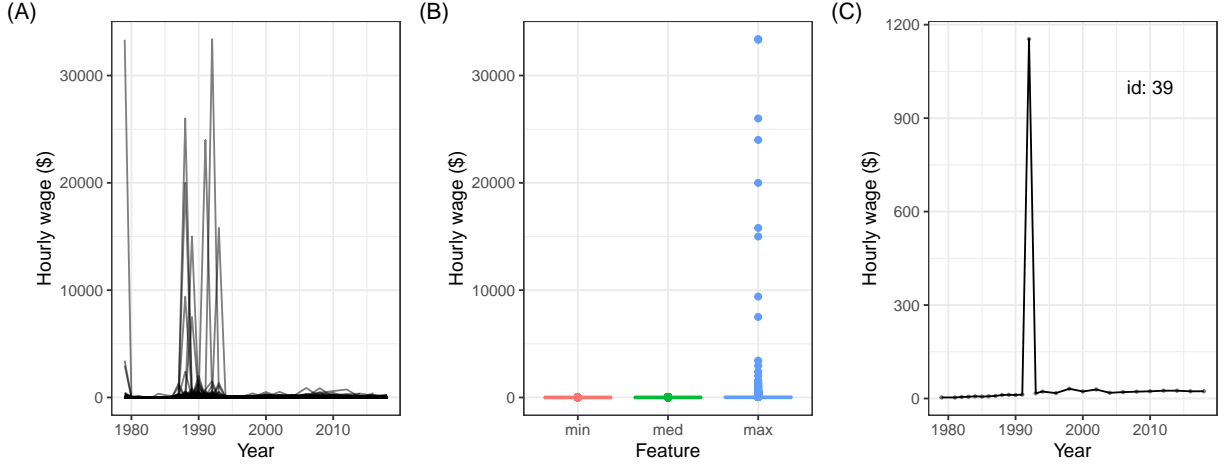 (A)
Hourly wage ($)
30000
20000
10000
0
1980 1990 2000 2010
Year
(B)
Hourly wage ($)
30000
20000
10000
0
min med max
Feature
(C)
Hourly wage ($)
1200
900
600
300
0
id: 39
1980 1990 2000 2010
Year